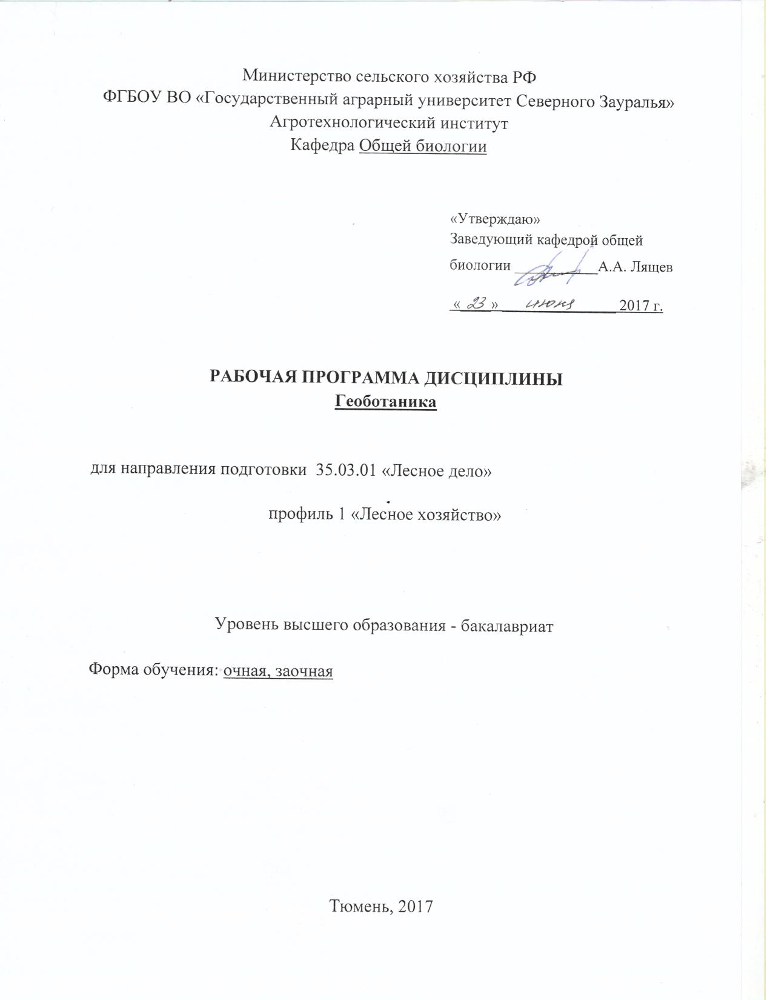 Министерство сельского хозяйства РФ
ФГБОУ ВО «Государственный аграрный университет Северного Зауралья»
Агротехнологический институт
Кафедра Общей биологии
«Утверждаю»
Заведующий кафедрой общей
биологии ___________А.А. Лящев
« 23 » июня 2017 г.
РАБОЧАЯ ПРОГРАММА ДИСЦИПЛИНЫ
Геоботаника
для направления подготовки 35.03.01 «Лесное дело»
профиль 1 «Лесное хозяйство»
Уровень высшего образования - бакалавриат
Форма обучения: очная, заочная
Тюмень, 2017